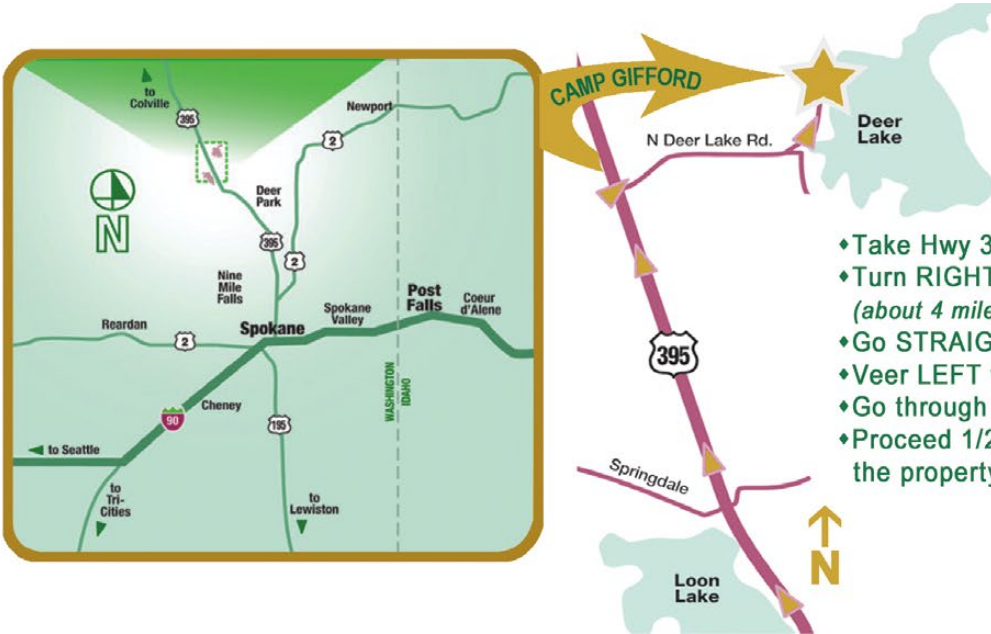 to
Colville
395
Newport
2
Deer
Park
395
2
N
Nine
Mile
Falls
Post
Falls
Coeur
d'Alene
Spokane
Valley
Spokane
Reardan
2
Cheney
90
195
WASHINGTON
IDAHO
to Seattle
to
Tri-
Cities
to
Lewiston
CAMP GIFFORD
N Deer Lake Rd.
Deer
Lake
395
Springdale
Loon
Lake
N
♦Take Hwy 3
♦Turn RIGHT
(about 4 mile
♦Go STRAIG
♦Veer LEFT
♦Go through
♦Proceed 1/2
the property